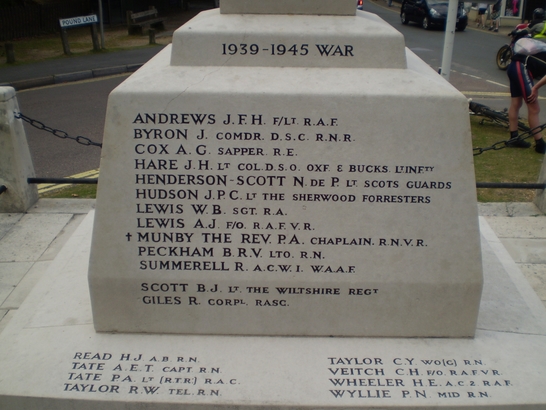 POUND LANE
1939-1945 WAR
ANDREWS J.F.H. F/LT. R.A.F.
BYRON J. COMDR. D.S.C. R.N.R.
COX A.G. SAPPER. R.E.
HARE J.H. LT COL. D.S.O. OXF. & BUCKS. LT INFTY
HENDERSON-SCOTT N. DE P. LT. SCOTS GUARDS
HUDSON J.P.C. LT THE SHERWOOD FORRESTERS
LEWIS W.B. SGT. R.A.
LEWIS A.J. F/O. R.A.F.V.R.
†MUNBY THE REV. P.A. CHAPLAIN. R.N.V.R.
PECKHAM B.R.V. LTO. R.N.
SUMMERELL R. A.C.W.I. W.A.A.F.
SCOTT B.J. LT. THE WILTSHIRE REGT
GILES R. CORPL. RASC.
READ H.J. A.B. R.N.
TATE A.E.T. CAPT. R.N.
TATE P.A. LT (R.T.R.) R.A.C.
TAYLOR R.W. TEL. R.N.
TAYLOR C.Y. WO(G) R.N.
VEITCH C.H. F/O. R.A.F.V.R.
WHEELER H.E. A.C.2. R.A.F.
WYLLIE P.N. MID. R.N.